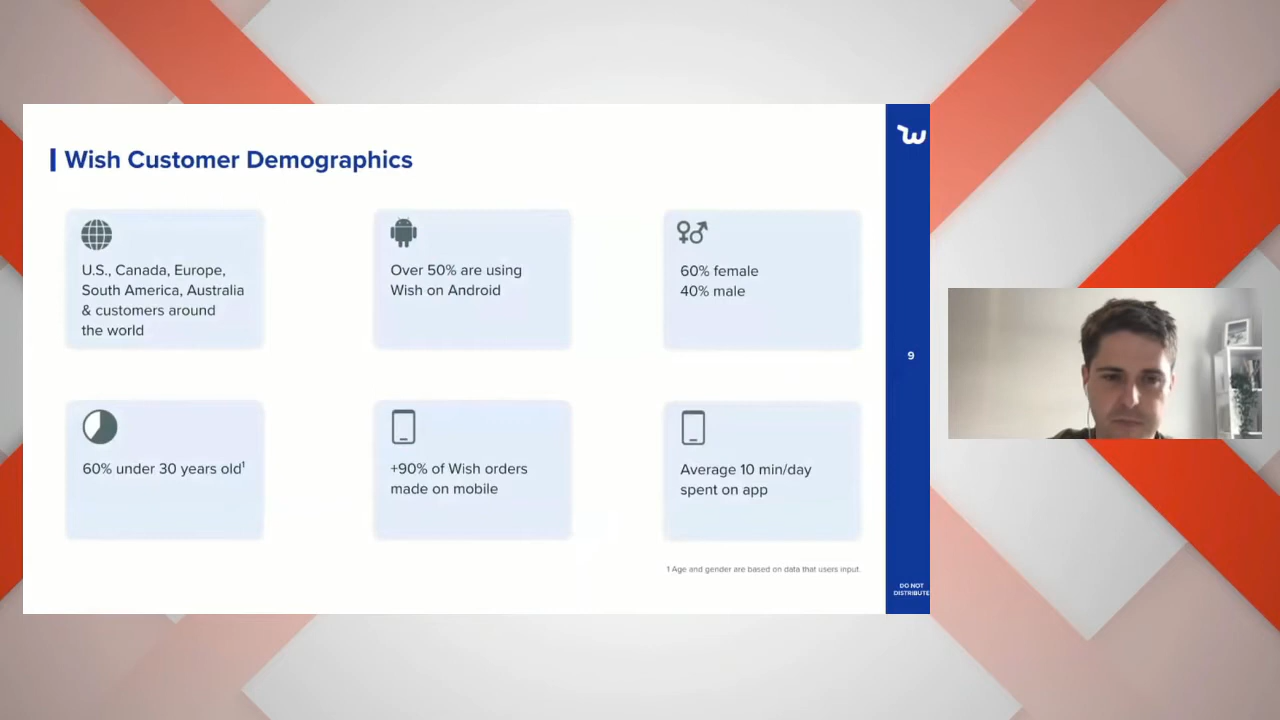 Wish Customer Demographics
U.S., Canada, Europe,
South America, Australia
& customers around
the world
Over 50% are using
Wish on Android
60% female
40% male
60% under 30 years old¹
+90% of Wish orders
made on mobile
Average 10 min/day
spent on app
1 Age and gender are based on data that users input.
9
DO NOT
DISTRIBUTE